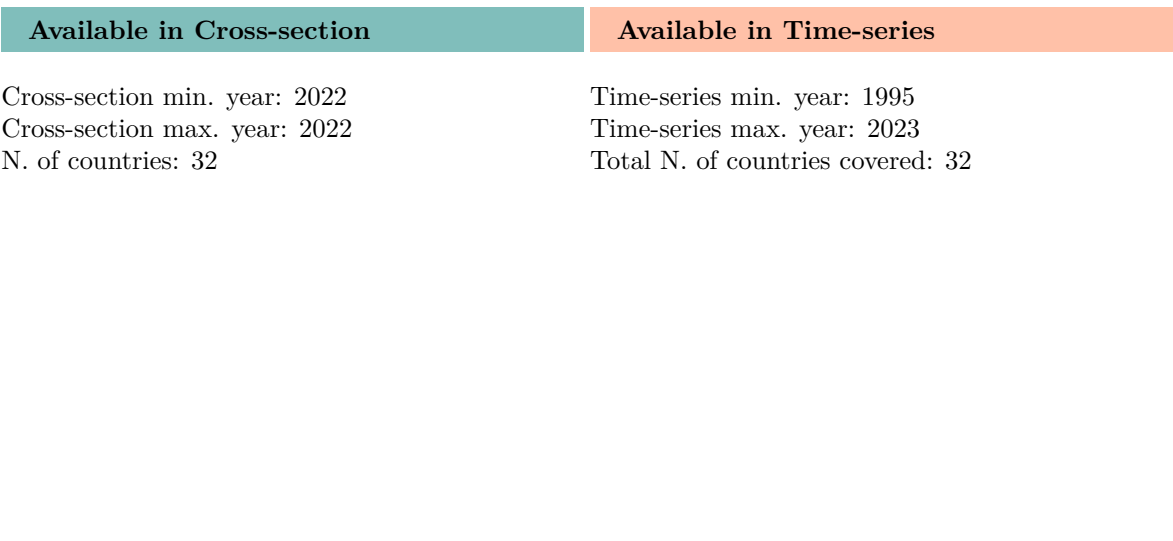 Available in Cross-section
Cross-section min. year: 2022
Cross-section max. year: 2022
N. of countries: 32
Available in Time-series
Time-series min. year: 1995
Time-series max. year: 2023
Total N. of countries covered: 32